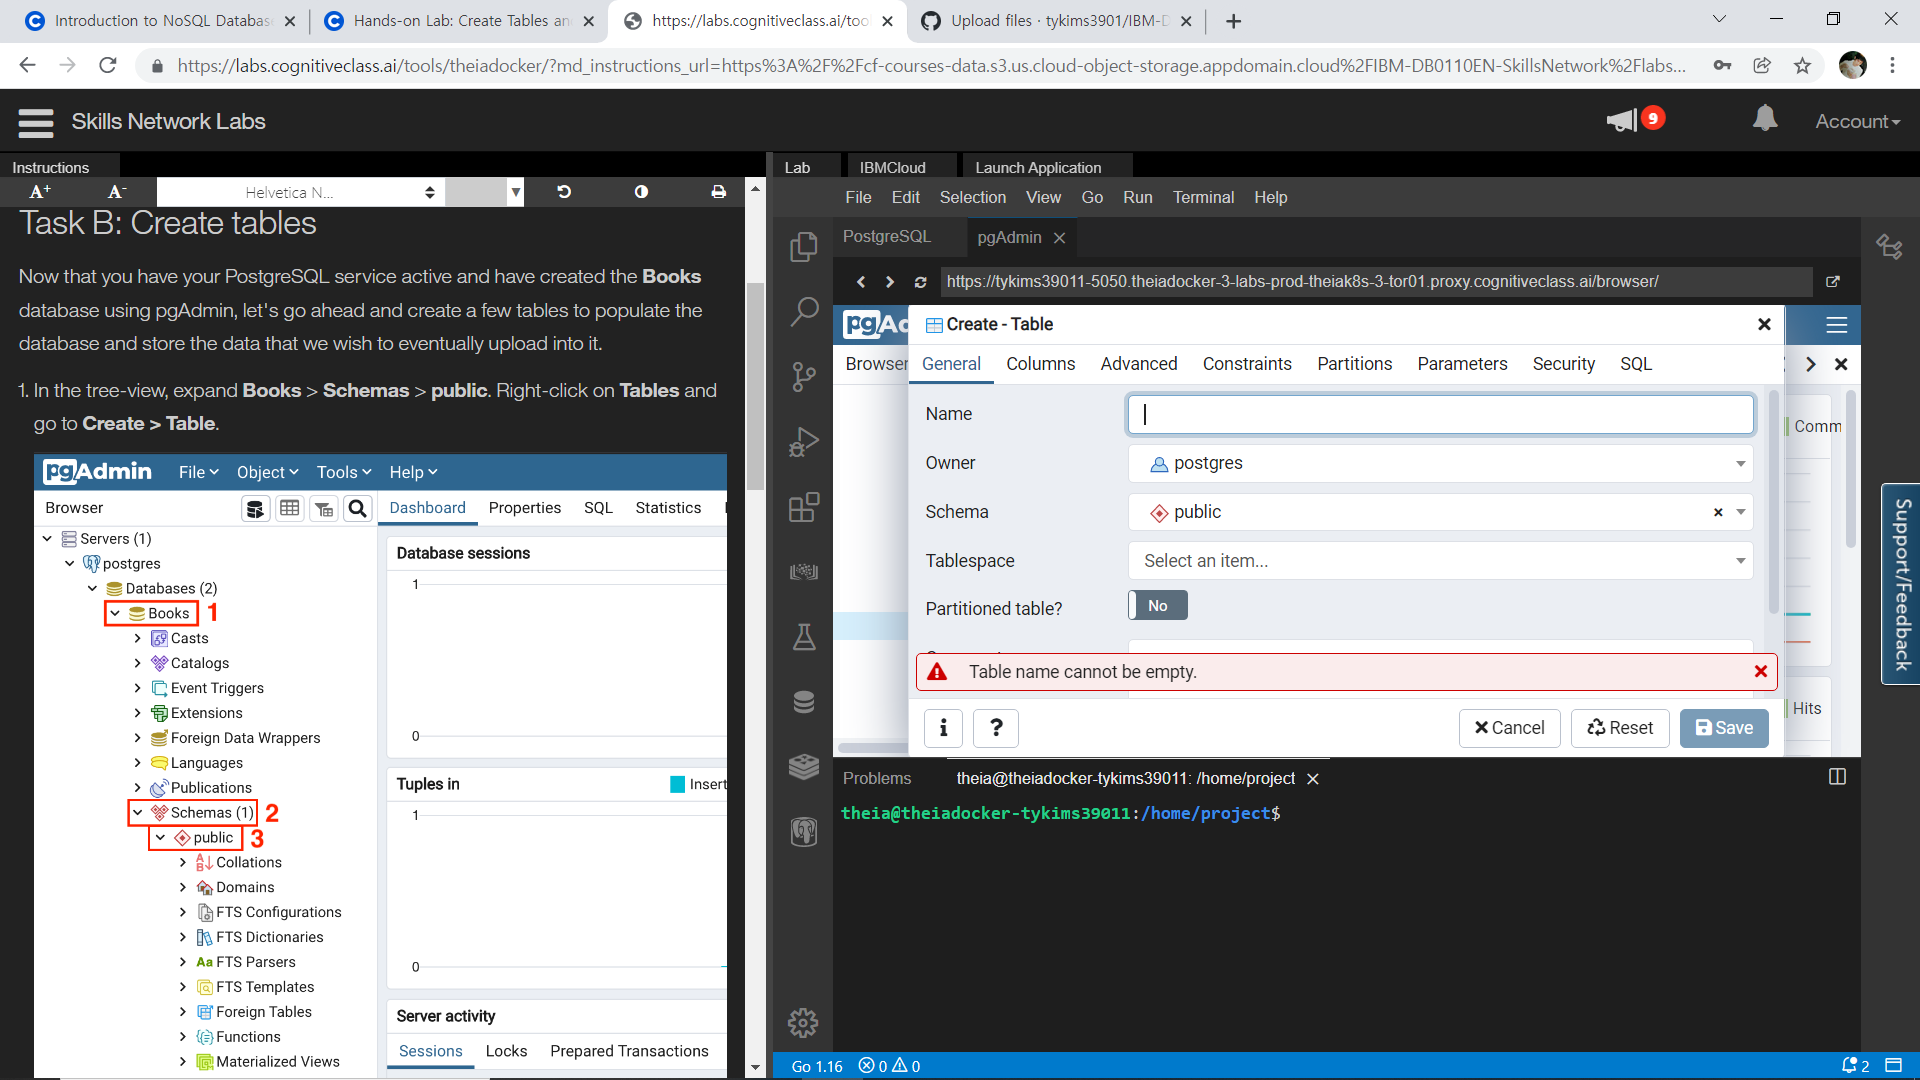 Introduction to NoSQL Databas
Hands-on Lab: Create Tables an
https://labs.cognitiveclass.ai/tool
Upload files · tykims3901/IBM-D
https://labs.cognitiveclass.ai/tools/theiadocker/?md_instructions_url=https%3A%2F%2Fcf-courses-data.s3.us.cloud-object-storage.appdomain.cloud%2FIBM-DB0110EN-SkillsNetwork%2Flabs...
Skills Network Labs
9
Account
Instructions
A+ A- Helvetica N...
Task B: Create tables
Now that you have your PostgreSQL service active and have created the Books
database using pgAdmin, let's go ahead and create a few tables to populate the
database and store the data that we wish to eventually upload into it.
1. In the tree-view, expand Books > Schemas > public. Right-click on Tables and
go to Create > Table.
pgAdmin File Object Tools Help
Browser
Dashboard Properties SQL Statistics
Servers (1)
postgres
Databases (2)
Books 1
Casts
Catalogs
Event Triggers
Extensions
Foreign Data Wrappers
Languages
Publications
Schemas (1) 2
public 3
Collations
Domains
FTS Configurations
FTS Dictionaries
Aa FTS Parsers
FTS Templates
Foreign Tables
Functions
Materialized Views
Database sessions
1
0
Tuples in
Insert
1
0
Server activity
Sessions Locks Prepared Transactions
Lab IBMCloud Launch Application
File Edit Selection View Go Run Terminal Help
PostgreSQL pgAdmin
https://tykims39011-5050.theiadocker-3-labs-prod-theiak8s-3-tor01.proxy.cognitiveclass.ai/browser/
pgAd
Browser
Create - Table
General Columns Advanced Constraints Partitions Parameters Security SQL
Name
Owner postgres
Schema public
Tablespace Select an item...
Partitioned table? No
Table name cannot be empty.
i ? Cancel Reset Save
Comm
Hits
Support/Feedback
Problems theia@theiadocker-tykims39011: /home/project
theia@theiadocker-tykims39011:/home/project$
Go 1.16 0 0
2